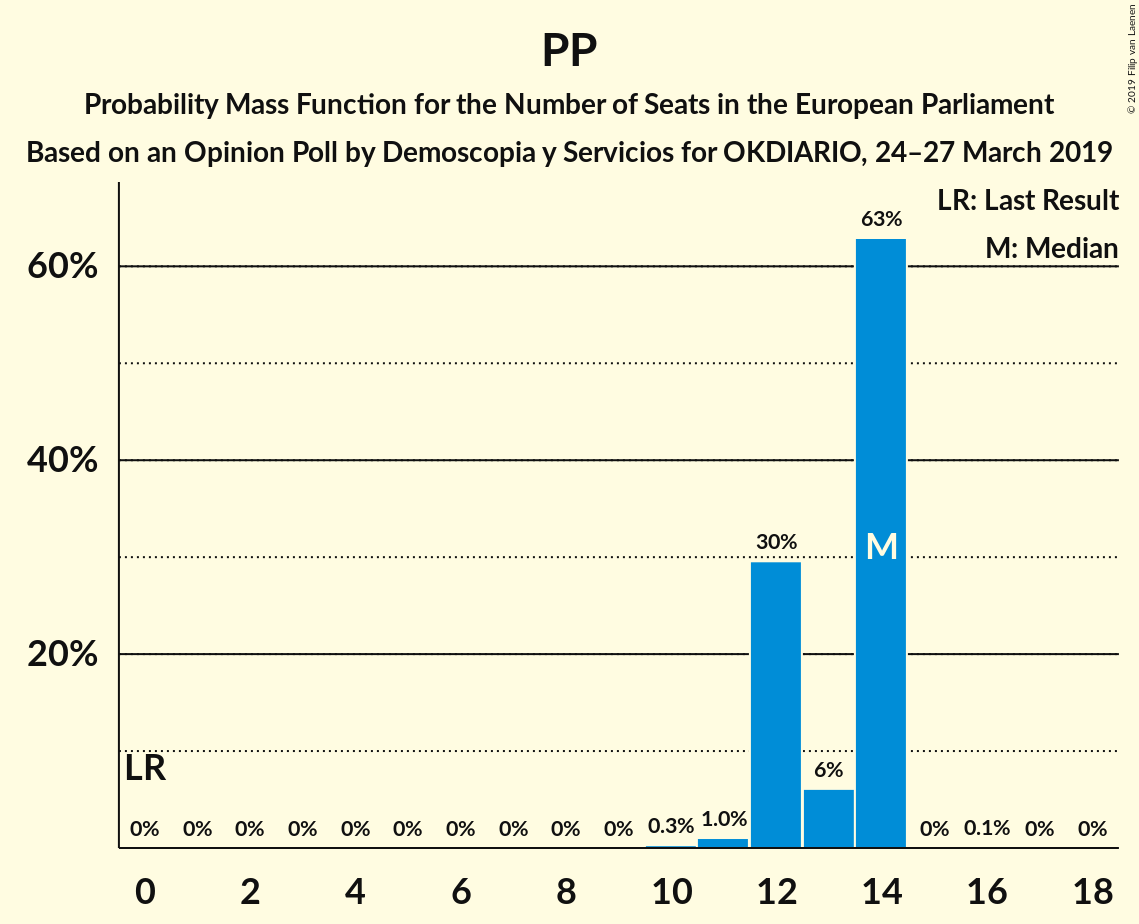 PP
Probability Mass Function for the Number of Seats in the European Parliament
Based on an Opinion Poll by Demoscopia y Servicios for OKDIARIO, 24–27 March 2019
© 2019 Filip van Laenen
LR: Last Result
M: Median
63%
60%
30%
M
40%
20%
LR
6%
0% 0% 0% 0% 0% 0% 0% 0% 0% 0% 0.3% 1.0% 0% 0.1% 0% 0%
0 2 4 6 8 10 12 14 16 18